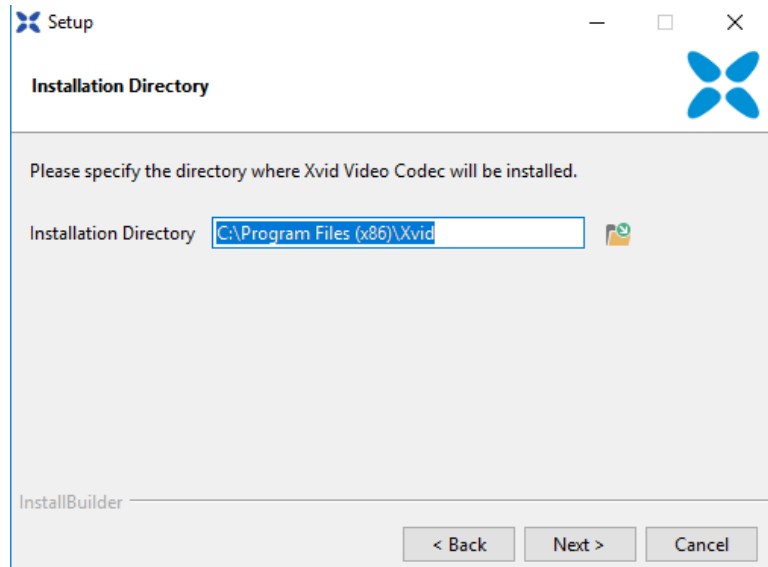 Setup
Installation Directory
Please specify the directory where Xvid Video Codec will be installed.
Installation Directory C:\Program Files (x86)\Xvid
InstallBuilder
< Back Next > Cancel